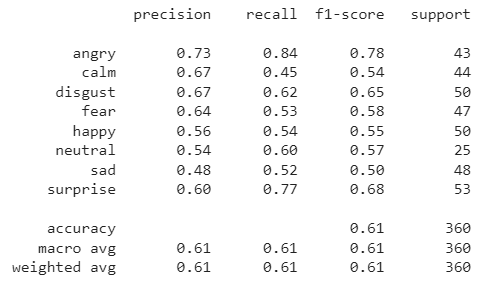 precision recall f1-score support
angry 0.73 0.84 0.78 43
calm 0.67 0.45 0.54 44
disgust 0.67 0.62 0.65 50
fear 0.64 0.53 0.58 47
happy 0.56 0.54 0.55 50
neutral 0.54 0.60 0.57 25
sad 0.48 0.52 0.50 48
surprise 0.60 0.77 0.68 53
accuracy 0.61 360
macro avg 0.61 0.61 0.61 360
weighted avg 0.61 0.61 0.61 360